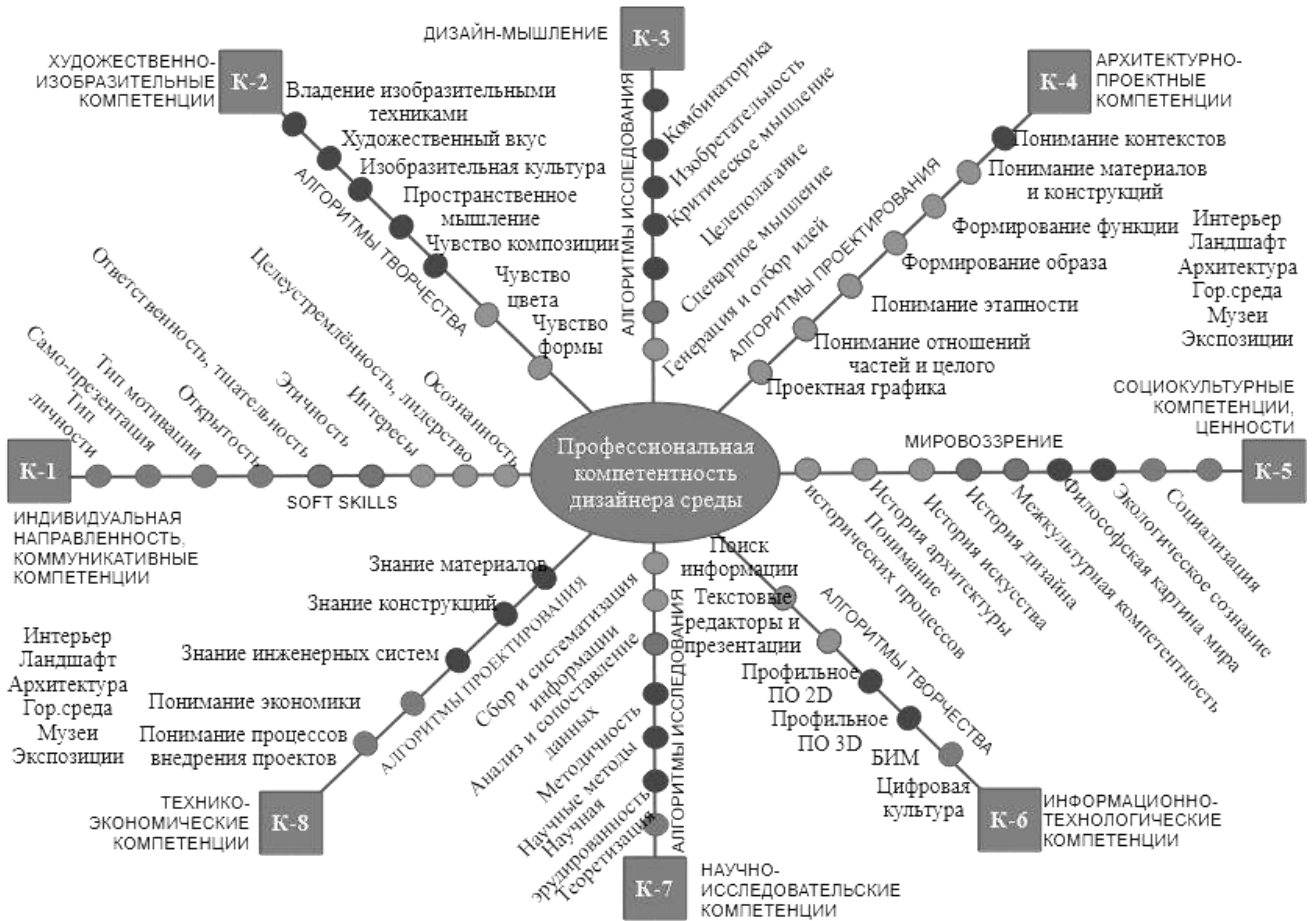 ДИЗАЙН-МЫШЛЕНИЕ
К-3
ХУДОЖЕСТВЕННО-
ИЗОБРАЗИТЕЛЬНЫЕ
КОМПЕТЕНЦИИ
К-2
Владение изобразительными
техниками
Художественный вкус
Изобразительная культура
Пространственное
мышление
Чувство композиции
Чувство
цвета
Чувство
формы
АЛГОРИТМЫ ТВОРЧЕСТВА
АЛГОРИТМЫ ИССЛЕДОВАНИЯ
Комбинаторика
Изобретательность
Критическое мышление
Целеполагание
Сценарное мышление
Генерация и отбор идей
К-4
АРХИТЕКТУРНО-
ПРОЕКТНЫЕ
КОМПЕТЕНЦИИ
Понимание контекстов
Понимание материалов
и конструкций
Формирование функции
Формирование образа
Понимание этапности
Понимание отношений
частей и целого
Проектная графика
АЛГОРИТМЫ ПРОЕКТИРОВАНИЯ
Интерьер
Ландшафт
Архитектура
Гор.среда
Музеи
Экспозиции
К-1
Тип
личности
Само-презентация
Тип мотивации
Открытость
Ответственность, тщательность
Этичность
Интересы
Целеустремлённость, лидерство
Осознанность
SOFT SKILLS
ИНДИВИДУАЛЬНАЯ
НАПРАВЛЕННОСТЬ,
КОММУНИКАТИВНЫЕ
КОМПЕТЕНЦИИ
Профессиональная
компетентность
дизайнера среды
СОЦИОКУЛЬТУРНЫЕ
КОМПЕТЕНЦИИ,
ЦЕННОСТИ
МИРОВОЗЗРЕНИЕ
К-5
Понимание
исторических процессов
История архитектуры
История искусства
История дизайна
Межкультурная компетентность
Философская картина мира
Экологическое сознание
Социализация
Знание материалов
Знание конструкций
Знание инженерных систем
Понимание экономики
Понимание процессов
внедрения проектов
АЛГОРИТМЫ ПРОЕКТИРОВАНИЯ
Интерьер
Ландшафт
Архитектура
Гор.среда
Музеи
Экспозиции
ТЕХНИКО-
ЭКОНОМИЧЕСКИЕ
КОМПЕТЕНЦИИ
К-8
Сбор и систематизация
информации
Анализ и сопоставление
данных
Методичность
Научные методы
Научная
эрудированность
Теоретизация
АЛГОРИТМЫ ИССЛЕДОВАНИЯ
К-7
НАУЧНО-
ИССЛЕДОВАТЕЛЬСКИЕ
КОМПЕТЕНЦИИ
Поиск
информации
Текстовые
редакторы и
презентации
Профильное
ПО 2D
Профильное
ПО 3D
БИМ
Цифровая
культура
АЛГОРИТМЫ ТВОРЧЕСТВА
К-6
ИНФОРМАЦИОННО-
ТЕХНОЛОГИЧЕСКИЕ
КОМПЕТЕНЦИИ